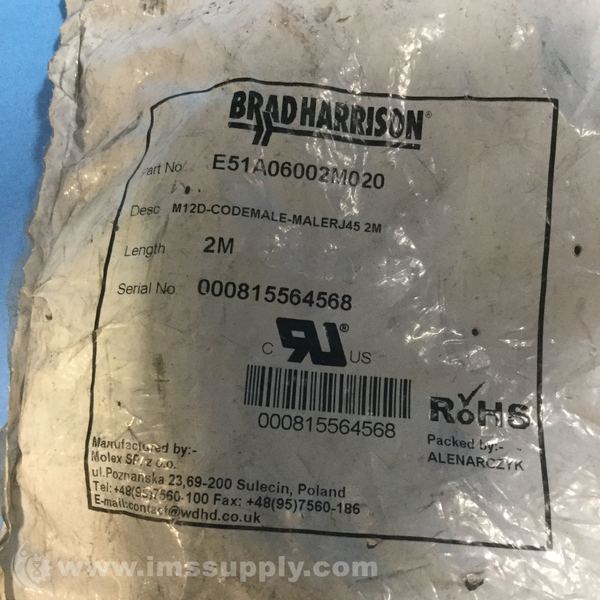 BRADHARRISON®
Part No E51A06002M020
Desc M12D-CODEMALE-MALERJ45 2M
Length 2M
Serial No 000815564568
C RU® US
000815564568
RoHS
Packed by:-
ALENARCZYK
Manufactured by:-
Molex SP. z o.o.
ul.Poznanska 23,69-200 Sulecin, Poland
Tel:+48(95)7560-100 Fax: +48(95)7560-186
E-mail:contact@wdhd.co.uk
www.imssupply.com